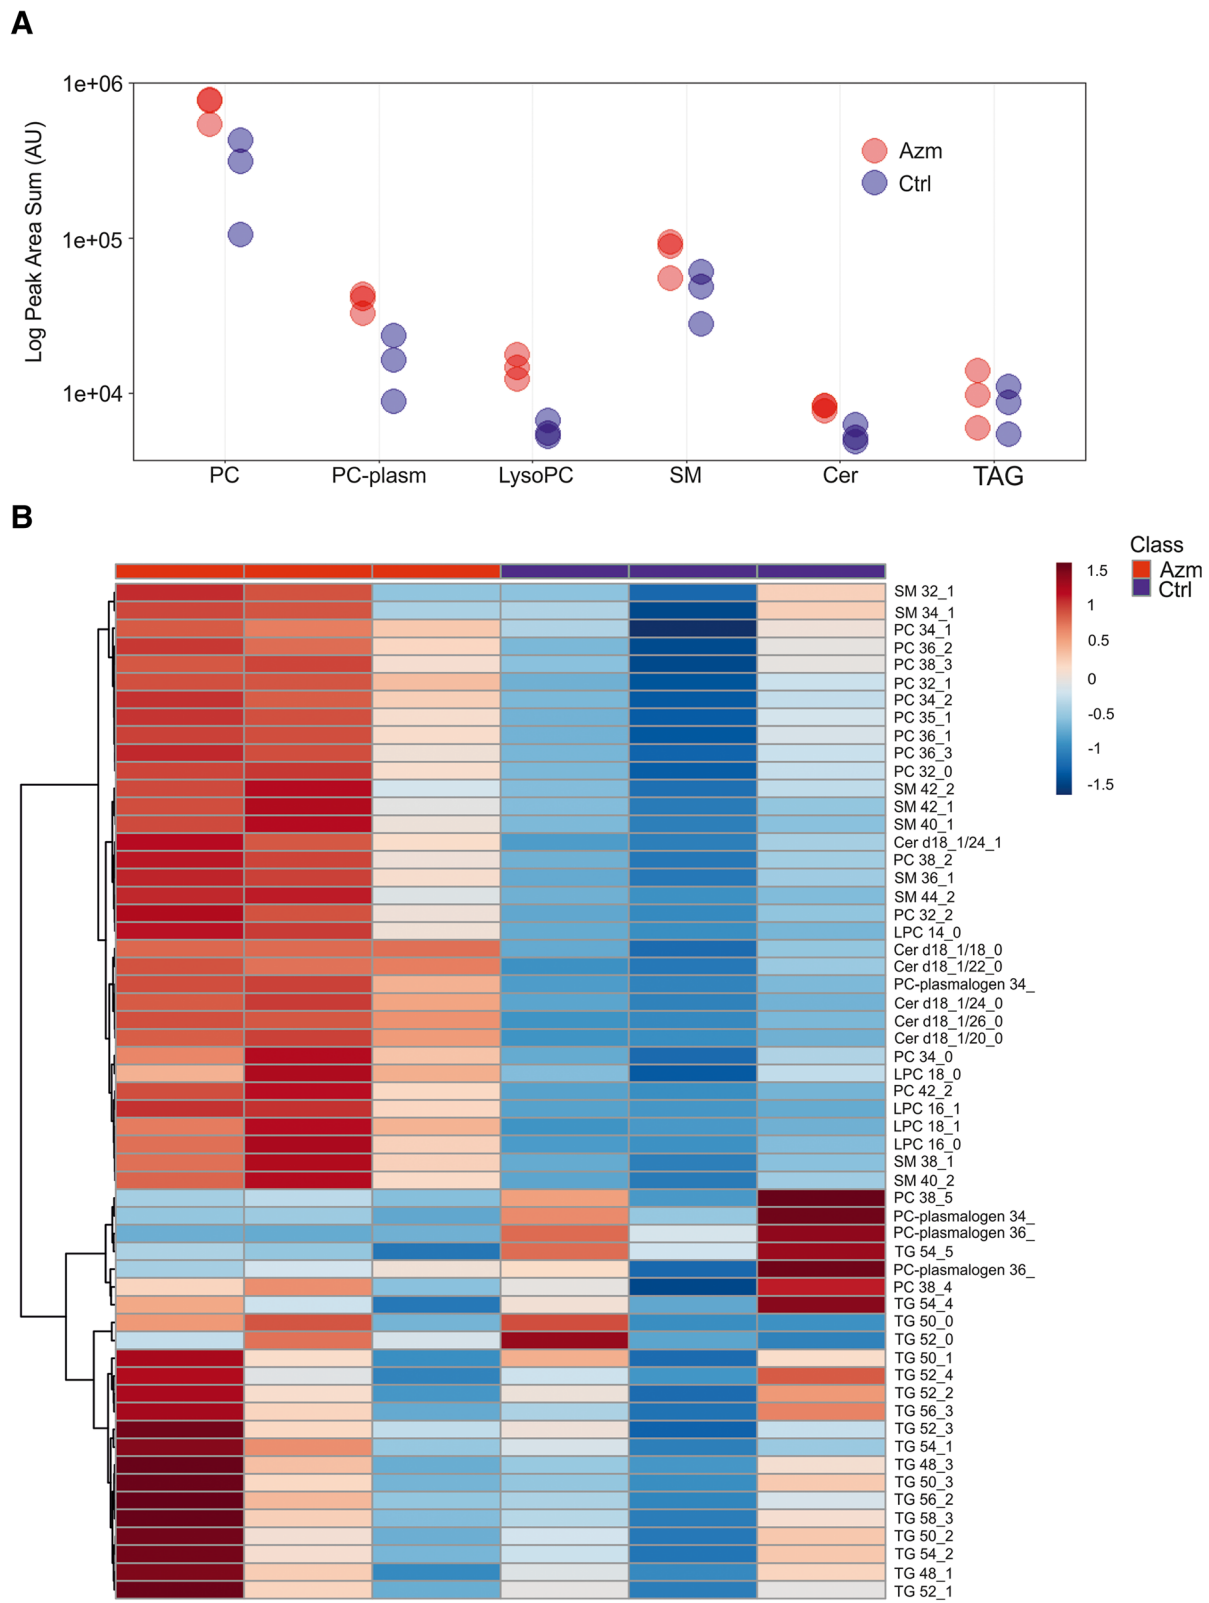 A
Log Peak Area Sum (AU)
1e+06
1e+05
1e+04
Azm
Ctrl
PC PC-plasm LysoPC SM Cer TAG
B
Class
Azm
Ctrl
1.5
1
0.5
0
-0.5
-1
-1.5
SM 32_1
SM 34_1
PC 34_1
PC 36_2
PC 38_3
PC 32_1
PC 34_2
PC 35_1
PC 36_1
PC 36_3
PC 32_0
SM 42_2
SM 42_1
SM 40_1
Cer d18_1/24_1
PC 38_2
SM 36_1
SM 44_2
PC 32_2
LPC 14_0
Cer d18_1/18_0
Cer d18_1/22_0
PC-plasmalogen 34_
Cer d18_1/24_0
Cer d18_1/26_0
Cer d18_1/20_0
PC 34_0
LPC 18_0
PC 42_2
LPC 16_1
LPC 18_1
LPC 16_0
SM 38_1
SM 40_2
PC 38_5
PC-plasmalogen 34_
PC-plasmalogen 36_
TG 54_5
PC-plasmalogen 36_
PC 38_4
TG 54_4
TG 50_0
TG 52_0
TG 50_1
TG 52_4
TG 52_2
TG 56_3
TG 52_3
TG 54_1
TG 48_3
TG 50_3
TG 56_2
TG 58_3
TG 50_2
TG 54_2
TG 48_1
TG 52_1